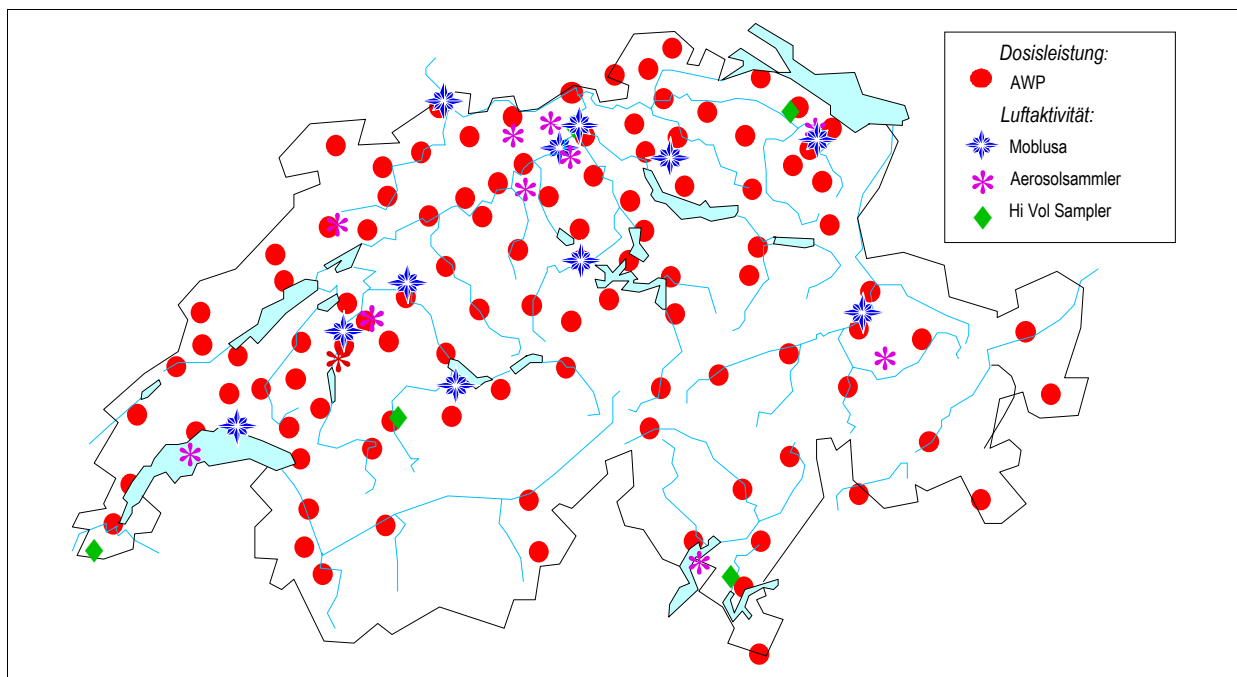 Dosisleistung:
AWP
Luftaktivität:
Moblusa
Aerosolsammler
Hi Vol Sampler